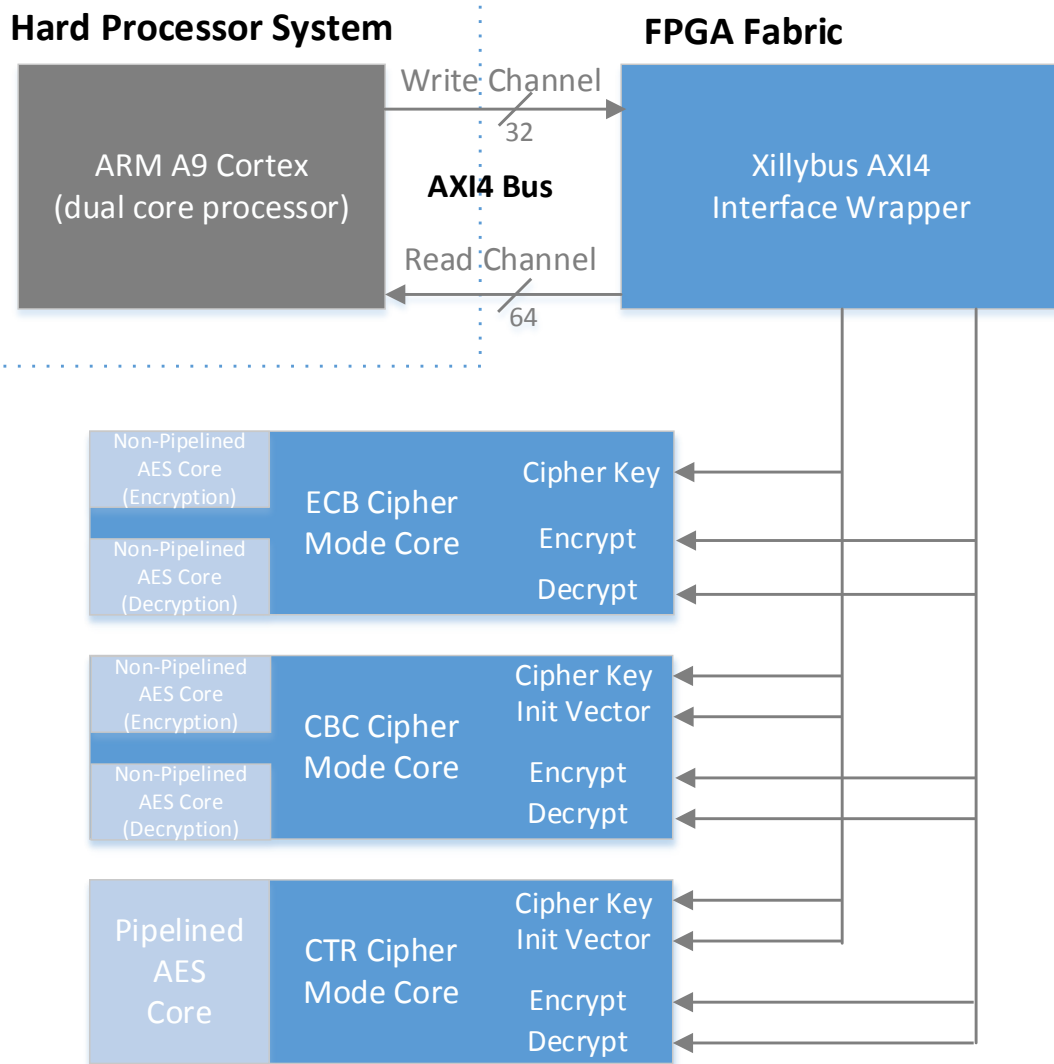 Hard Processor System
FPGA Fabric
ARM A9 Cortex
(dual core processor)
Write Channel
32
AXI4 Bus
Read Channel
64
Xillybus AXI4
Interface Wrapper
Non-Pipelined
AES Core
(Encryption)
Non-Pipelined
AES Core
(Decryption)
ECB Cipher
Mode Core
Cipher Key
Encrypt
Decrypt
Non-Pipelined
AES Core
(Encryption)
Non-Pipelined
AES Core
(Decryption)
CBC Cipher
Mode Core
Cipher Key
Init Vector
Encrypt
Decrypt
Pipelined
AES
Core
CTR Cipher
Mode Core
Cipher Key
Init Vector
Encrypt
Decrypt